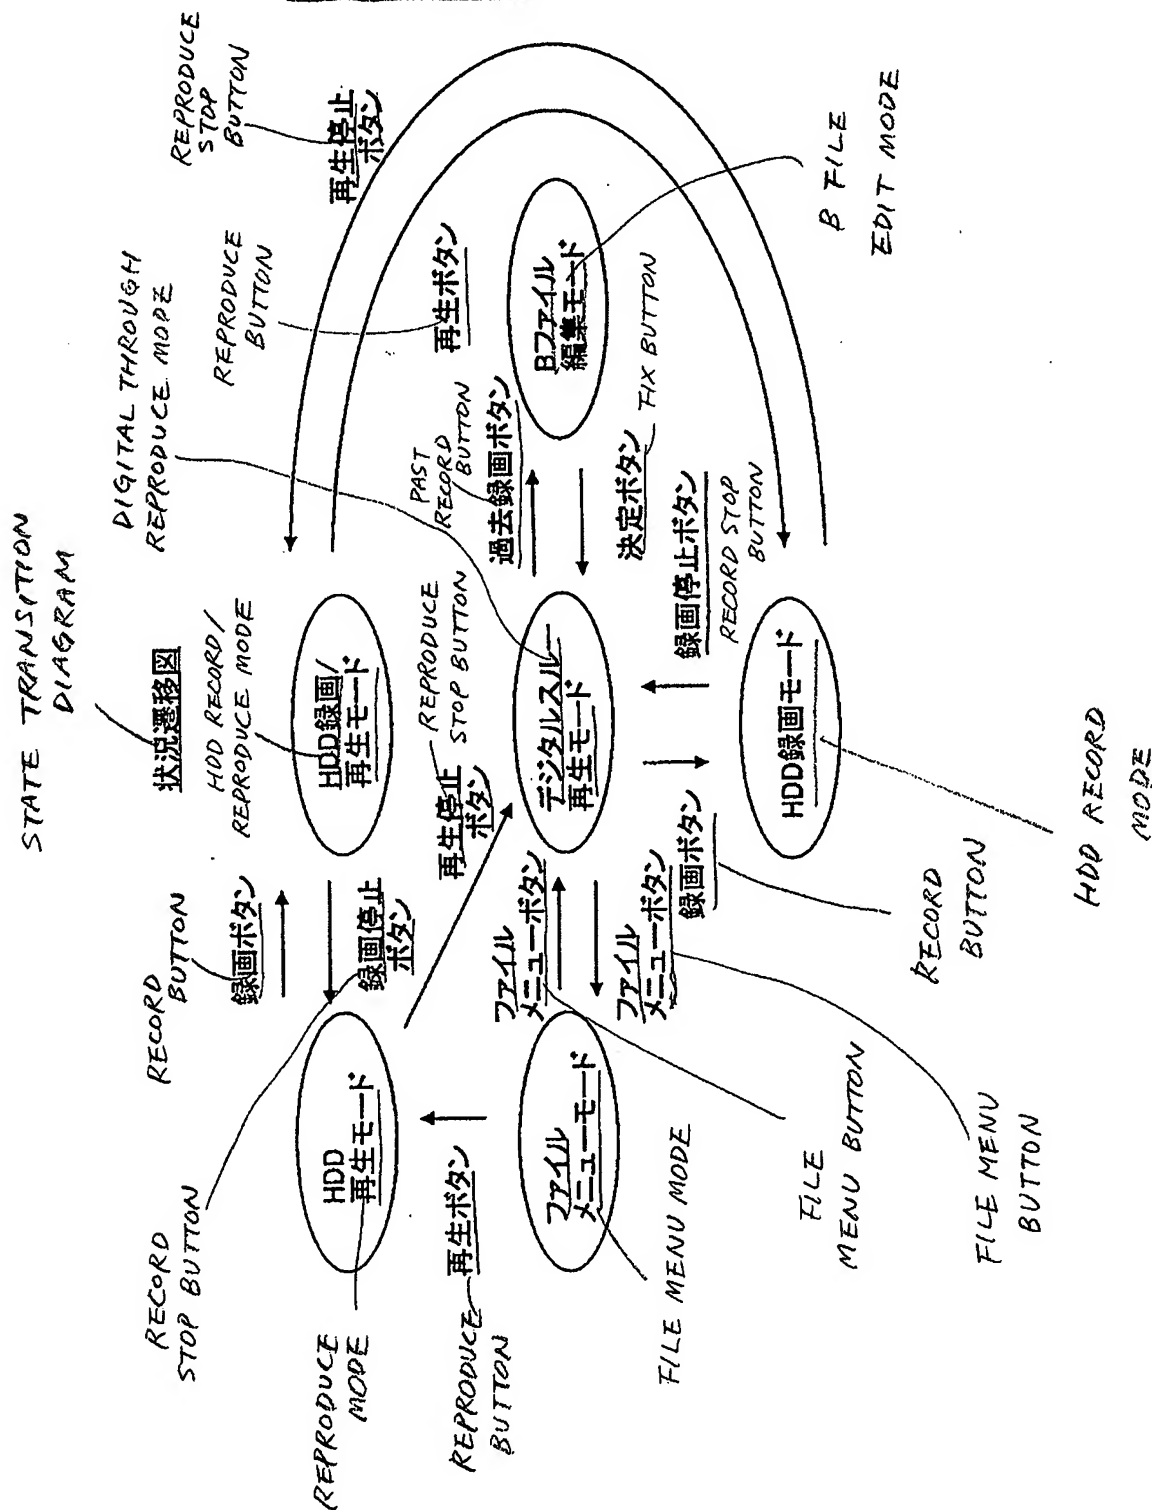 STATE TRANSITION
DIAGRAM
状況遷移図
RECORD
STOP BUTTON
RECORD
BUTTON
録画ボタン
HDD RECORD/
REPRODUCE MODE
DIGITAL THROUGH
REPRODUCE MODE
REPRODUCE
BUTTON
REPRODUCE
STOP
BUTTON
再生停止
ボタン
HDD
再生モード
録画停止
ボタン
HDD録画/
再生モード
REPRODUCE
MODE
再生ボタン
REPRODUCE
BUTTON
再生停止
ボタン
REPRODUCE
STOP BUTTON
再生ボタン
PAST
RECORD
BUTTON
過去録画ボタン
ファイル
メニューボタン
ファイル
メニューモード
デジタルスルー
再生モード
Bファイル
編集モード
ファイル
メニューボタン
決定ボタン
FIX BUTTON
FILE MENU MODE
録画ボタン
録画停止ボタン
RECORD STOP
BUTTON
HDD録画モード
FILE
MENU BUTTON
B FILE
EDIT MODE
RECORD
BUTTON
FILE MENU
BUTTON
HDD RECORD
MODE